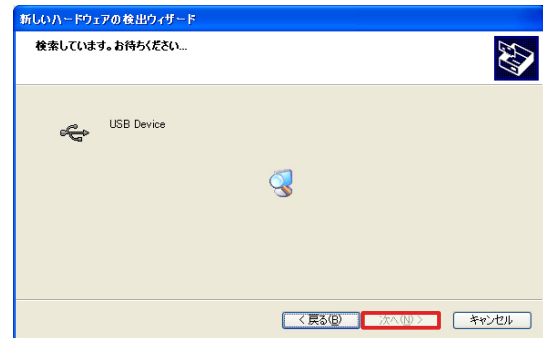 新しいハードウェアの検出ウィザード
検索しています。お待ちください...
USB Device
< 戻る(B)
次へ(N) >
キャンセル